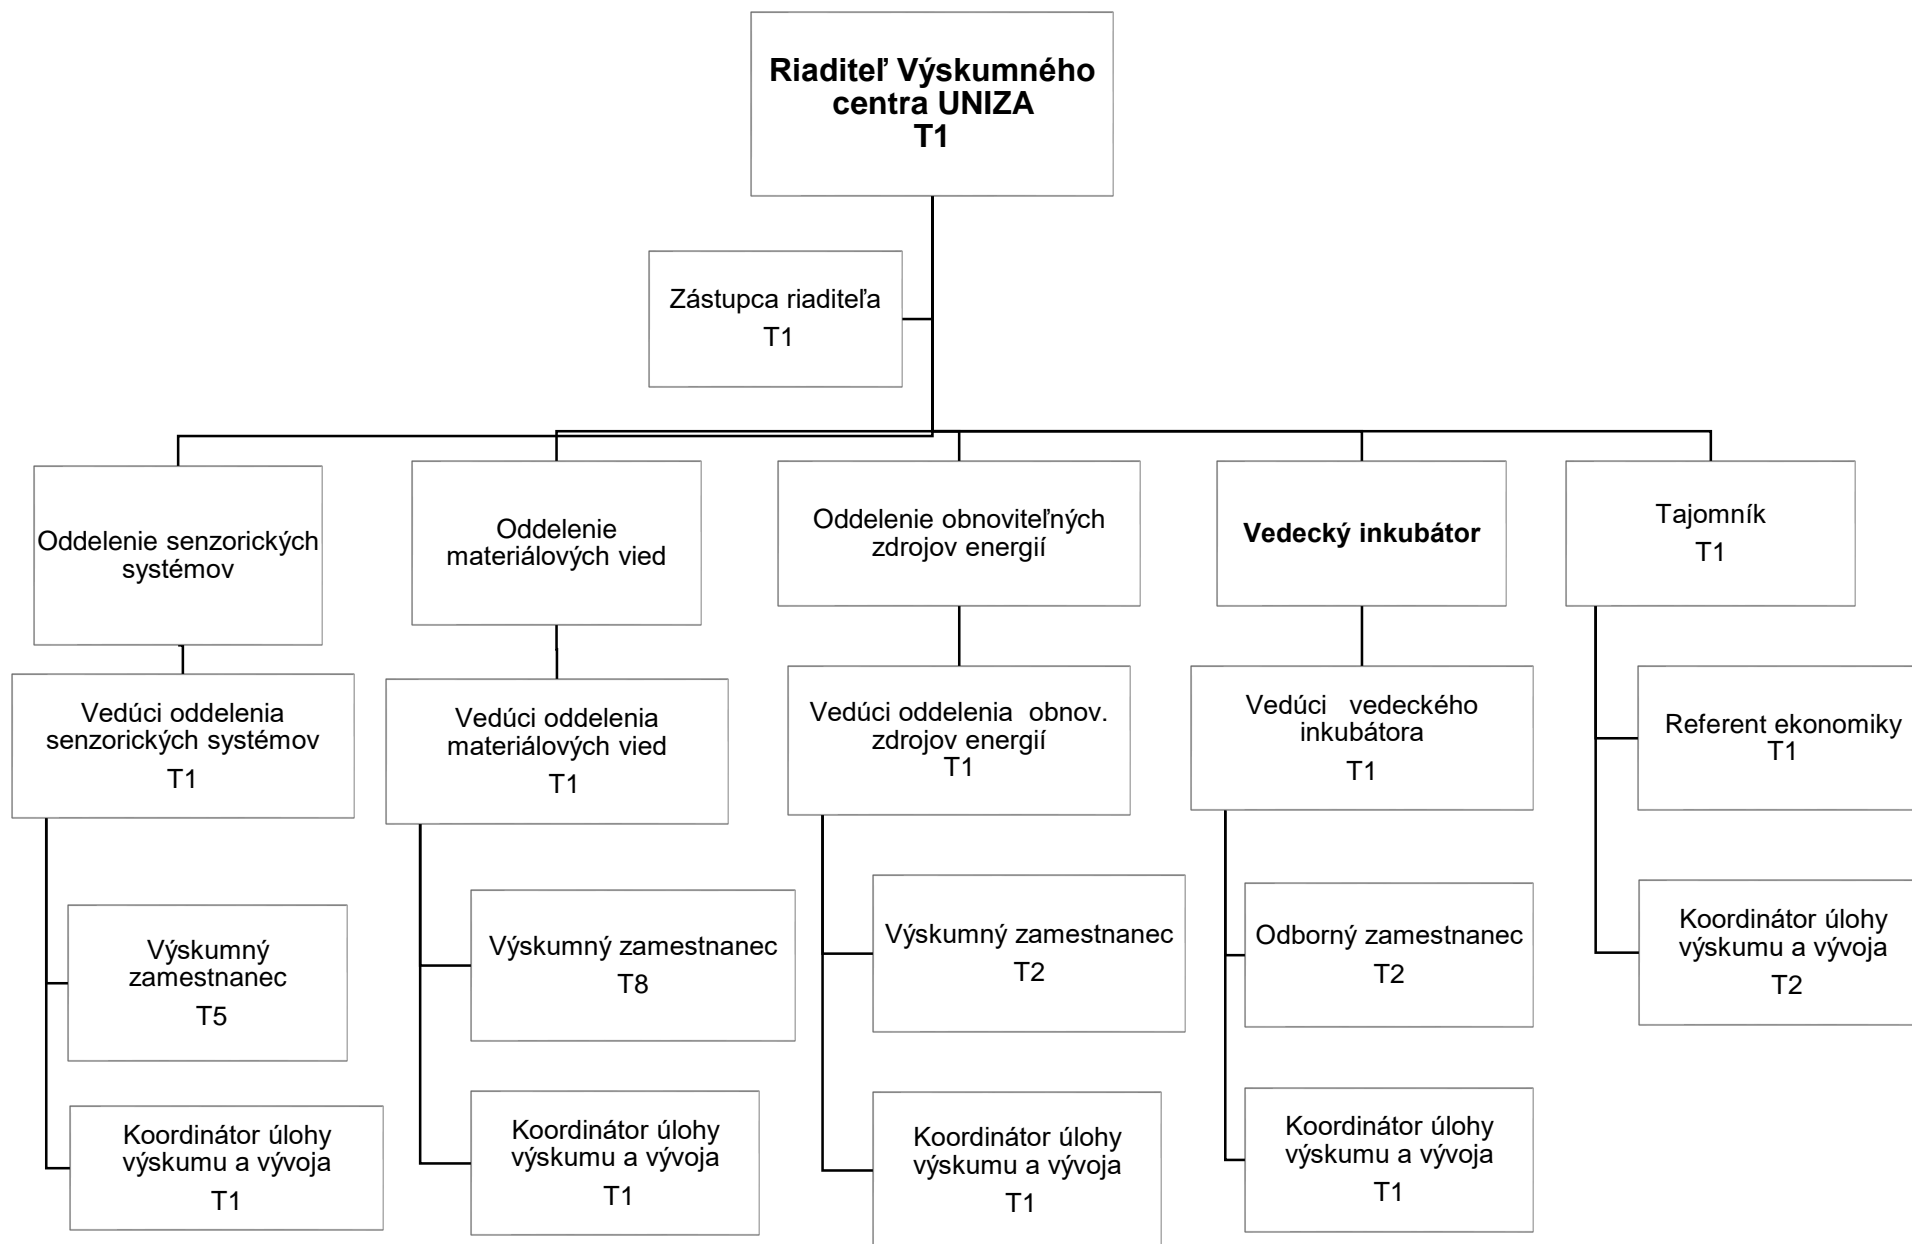 Riaditeľ Výskumného
centra UNIZA
T1
Zástupca riaditeľa
T1
Oddelenie senzorických
systémov
Oddelenie
materiálových vied
Oddelenie obnoviteľných
zdrojov energií
Vedecký inkubátor
Tajomník
T1
Vedúci oddelenia
senzorických systémov
T1
Vedúci oddelenia
materiálových vied
T1
Vedúci oddelenia obnov.
zdrojov energií
T1
Vedúci vedeckého
inkubátora
T1
Referent ekonomiky
T1
Výskumný
zamestnanec
T5
Výskumný zamestnanec
T8
Výskumný zamestnanec
T2
Odborný zamestnanec
T2
Koordinátor úlohy
výskumu a vývoja
T2
Koordinátor úlohy
výskumu a vývoja
T1
Koordinátor úlohy
výskumu a vývoja
T1
Koordinátor úlohy
výskumu a vývoja
T1
Koordinátor úlohy
výskumu a vývoja
T1